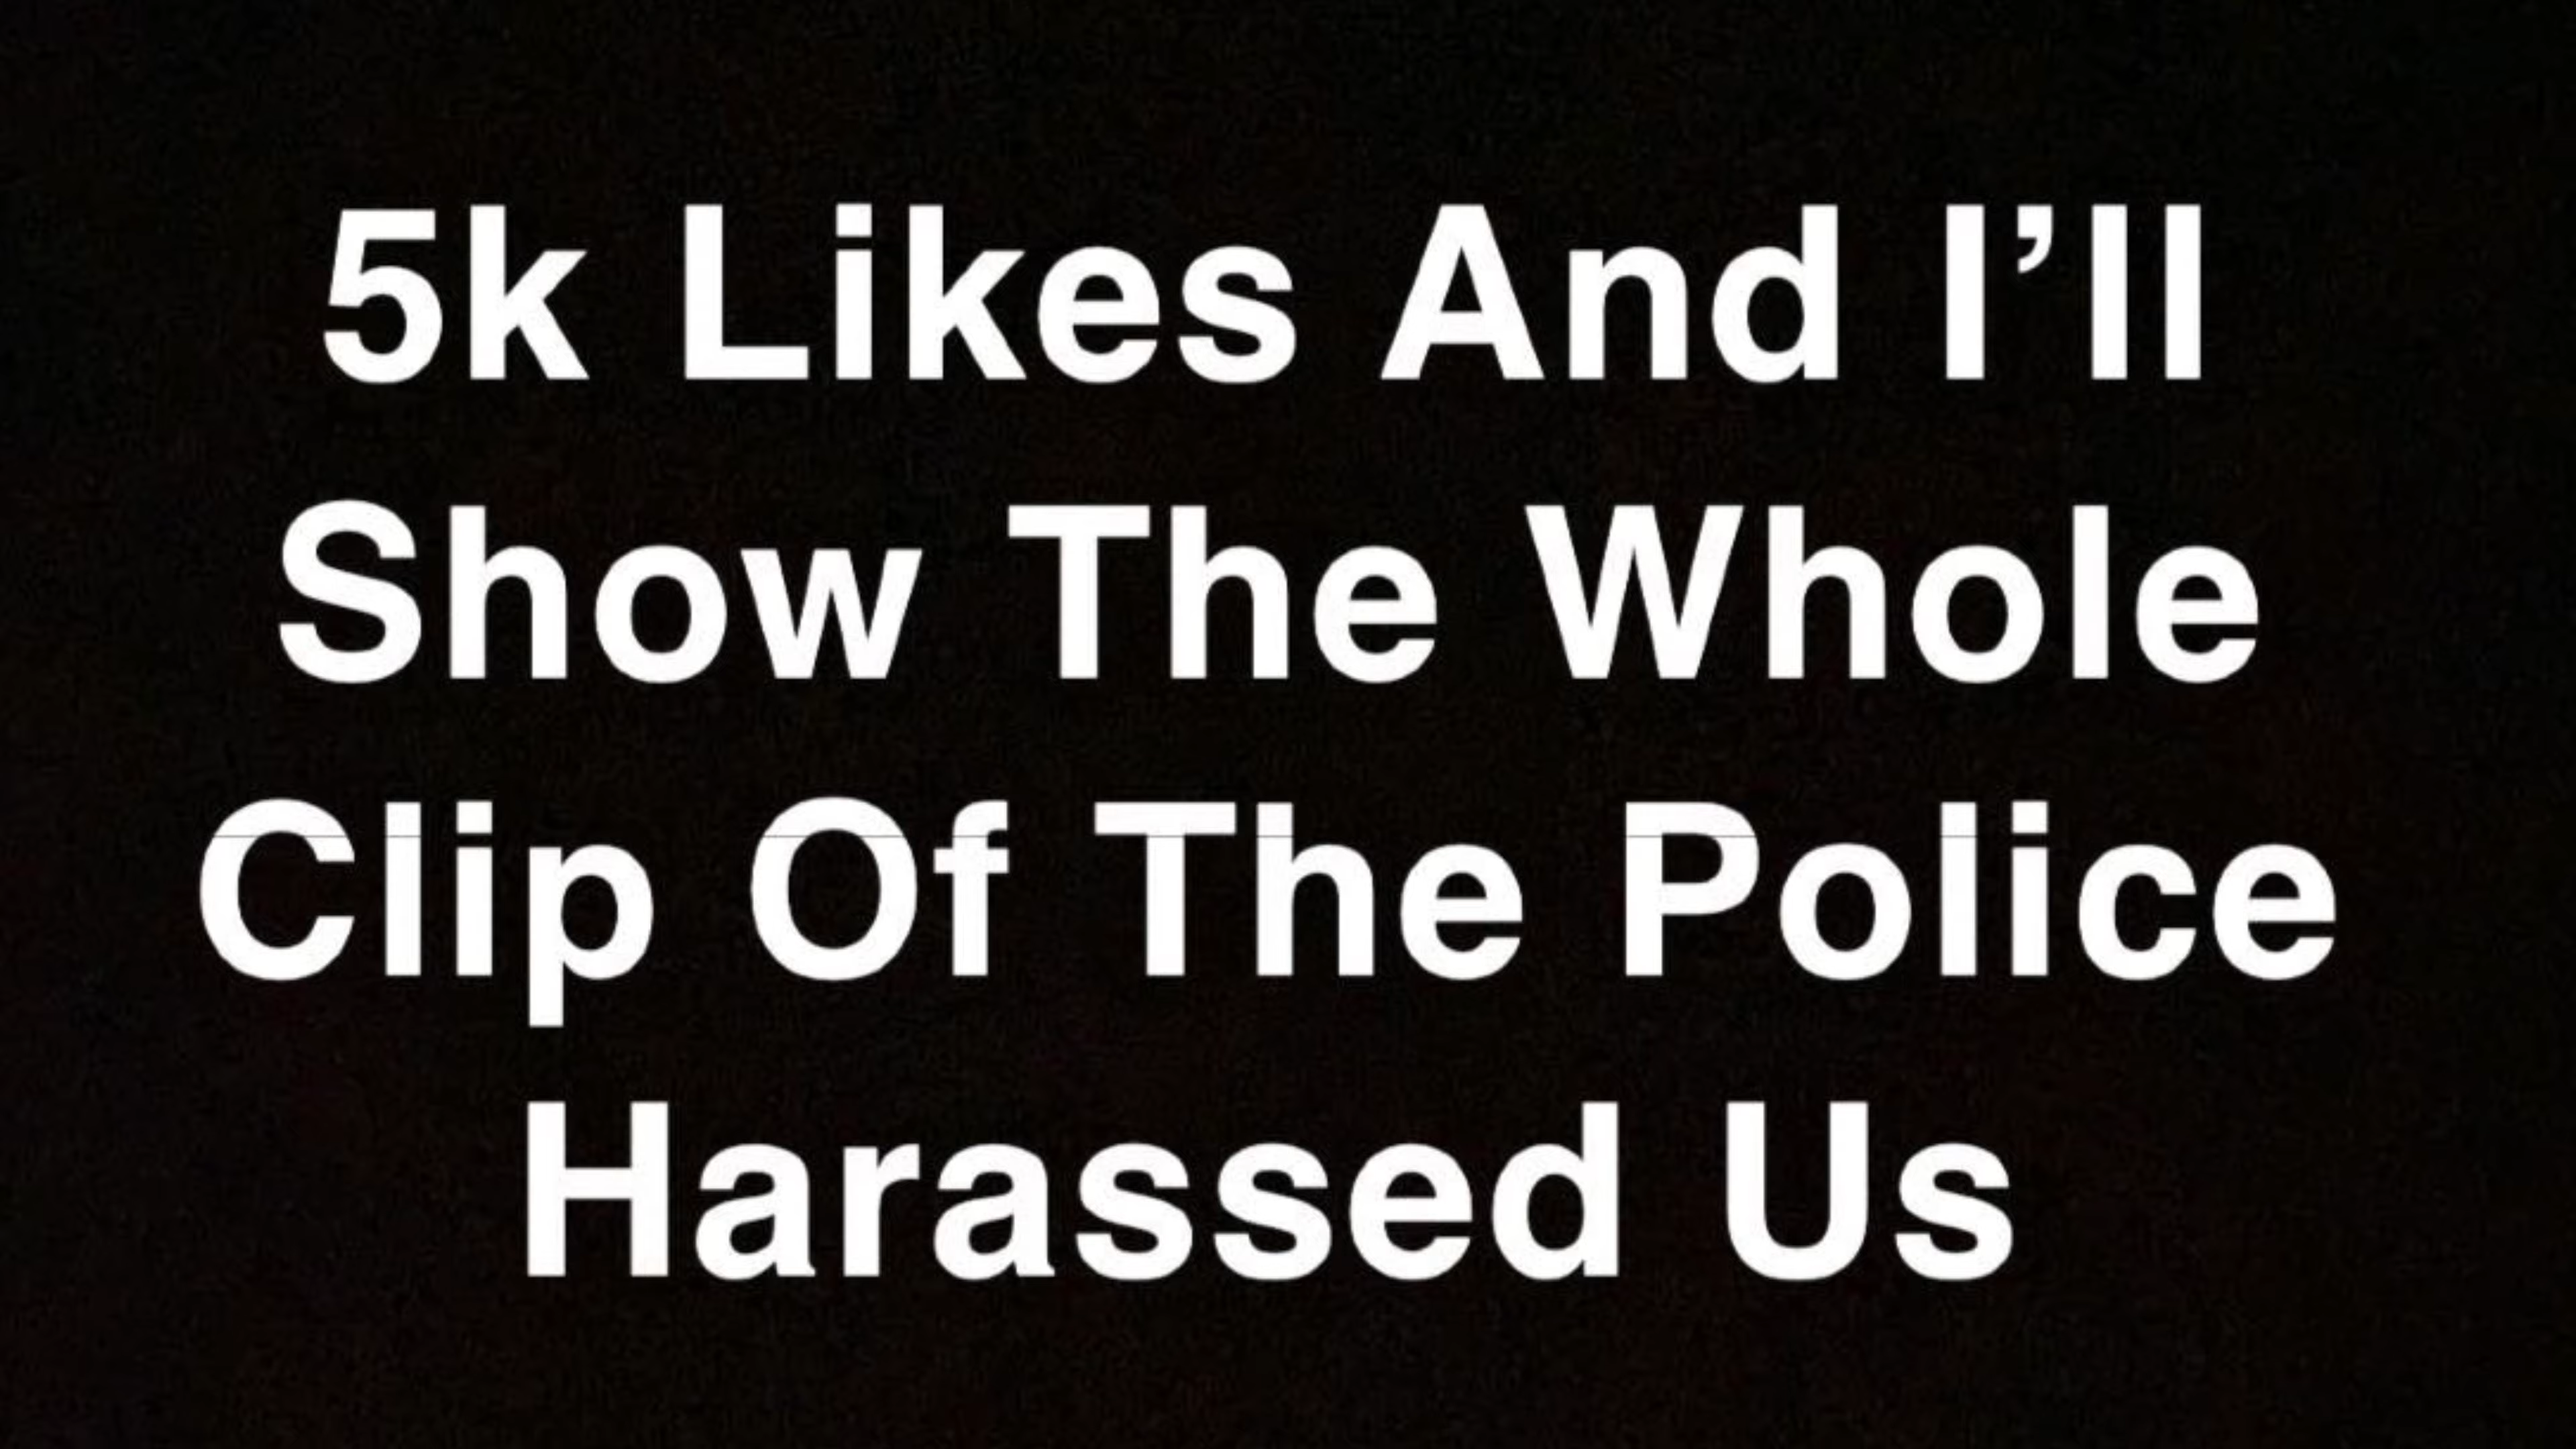 5k Likes And I’ll
Show The Whole
Clip Of The Police
Harassed Us